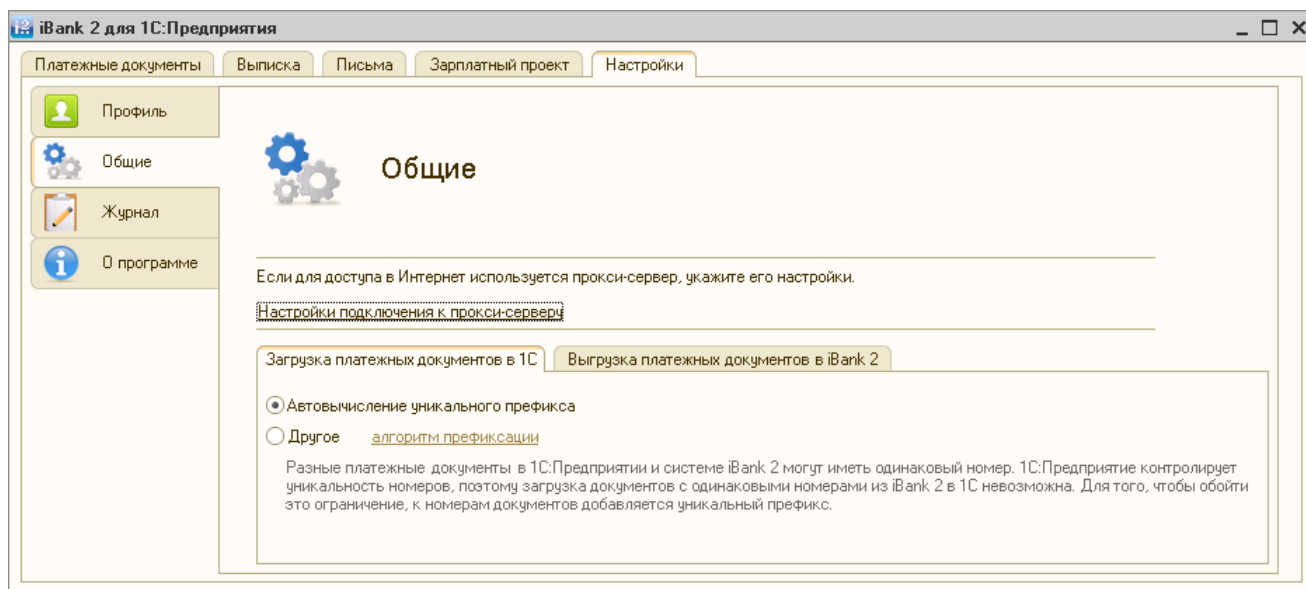 iBank 2 для 1С:Предприятия
Платежные документы Выписка Письма Зарплатный проект Настройки
Профиль
Общие
Журнал
О программе
Общие
Если для доступа в Интернет используется прокси-сервер, укажите его настройки.
Настройки подключения к прокси-серверу
Загрузка платежных документов в 1С Выгрузка платежных документов в iBank 2
Автовычисление уникального префикса
Другое алгоритм префиксации
Разные платежные документы в 1С:Предприятии и системе iBank 2 могут иметь одинаковый номер. 1С:Предприятие контролирует
уникальность номеров, поэтому загрузка документов с одинаковыми номерами из iBank 2 в 1С невозможна. Для того, чтобы обойти
это ограничение, к номерам документов добавляется уникальный префикс.